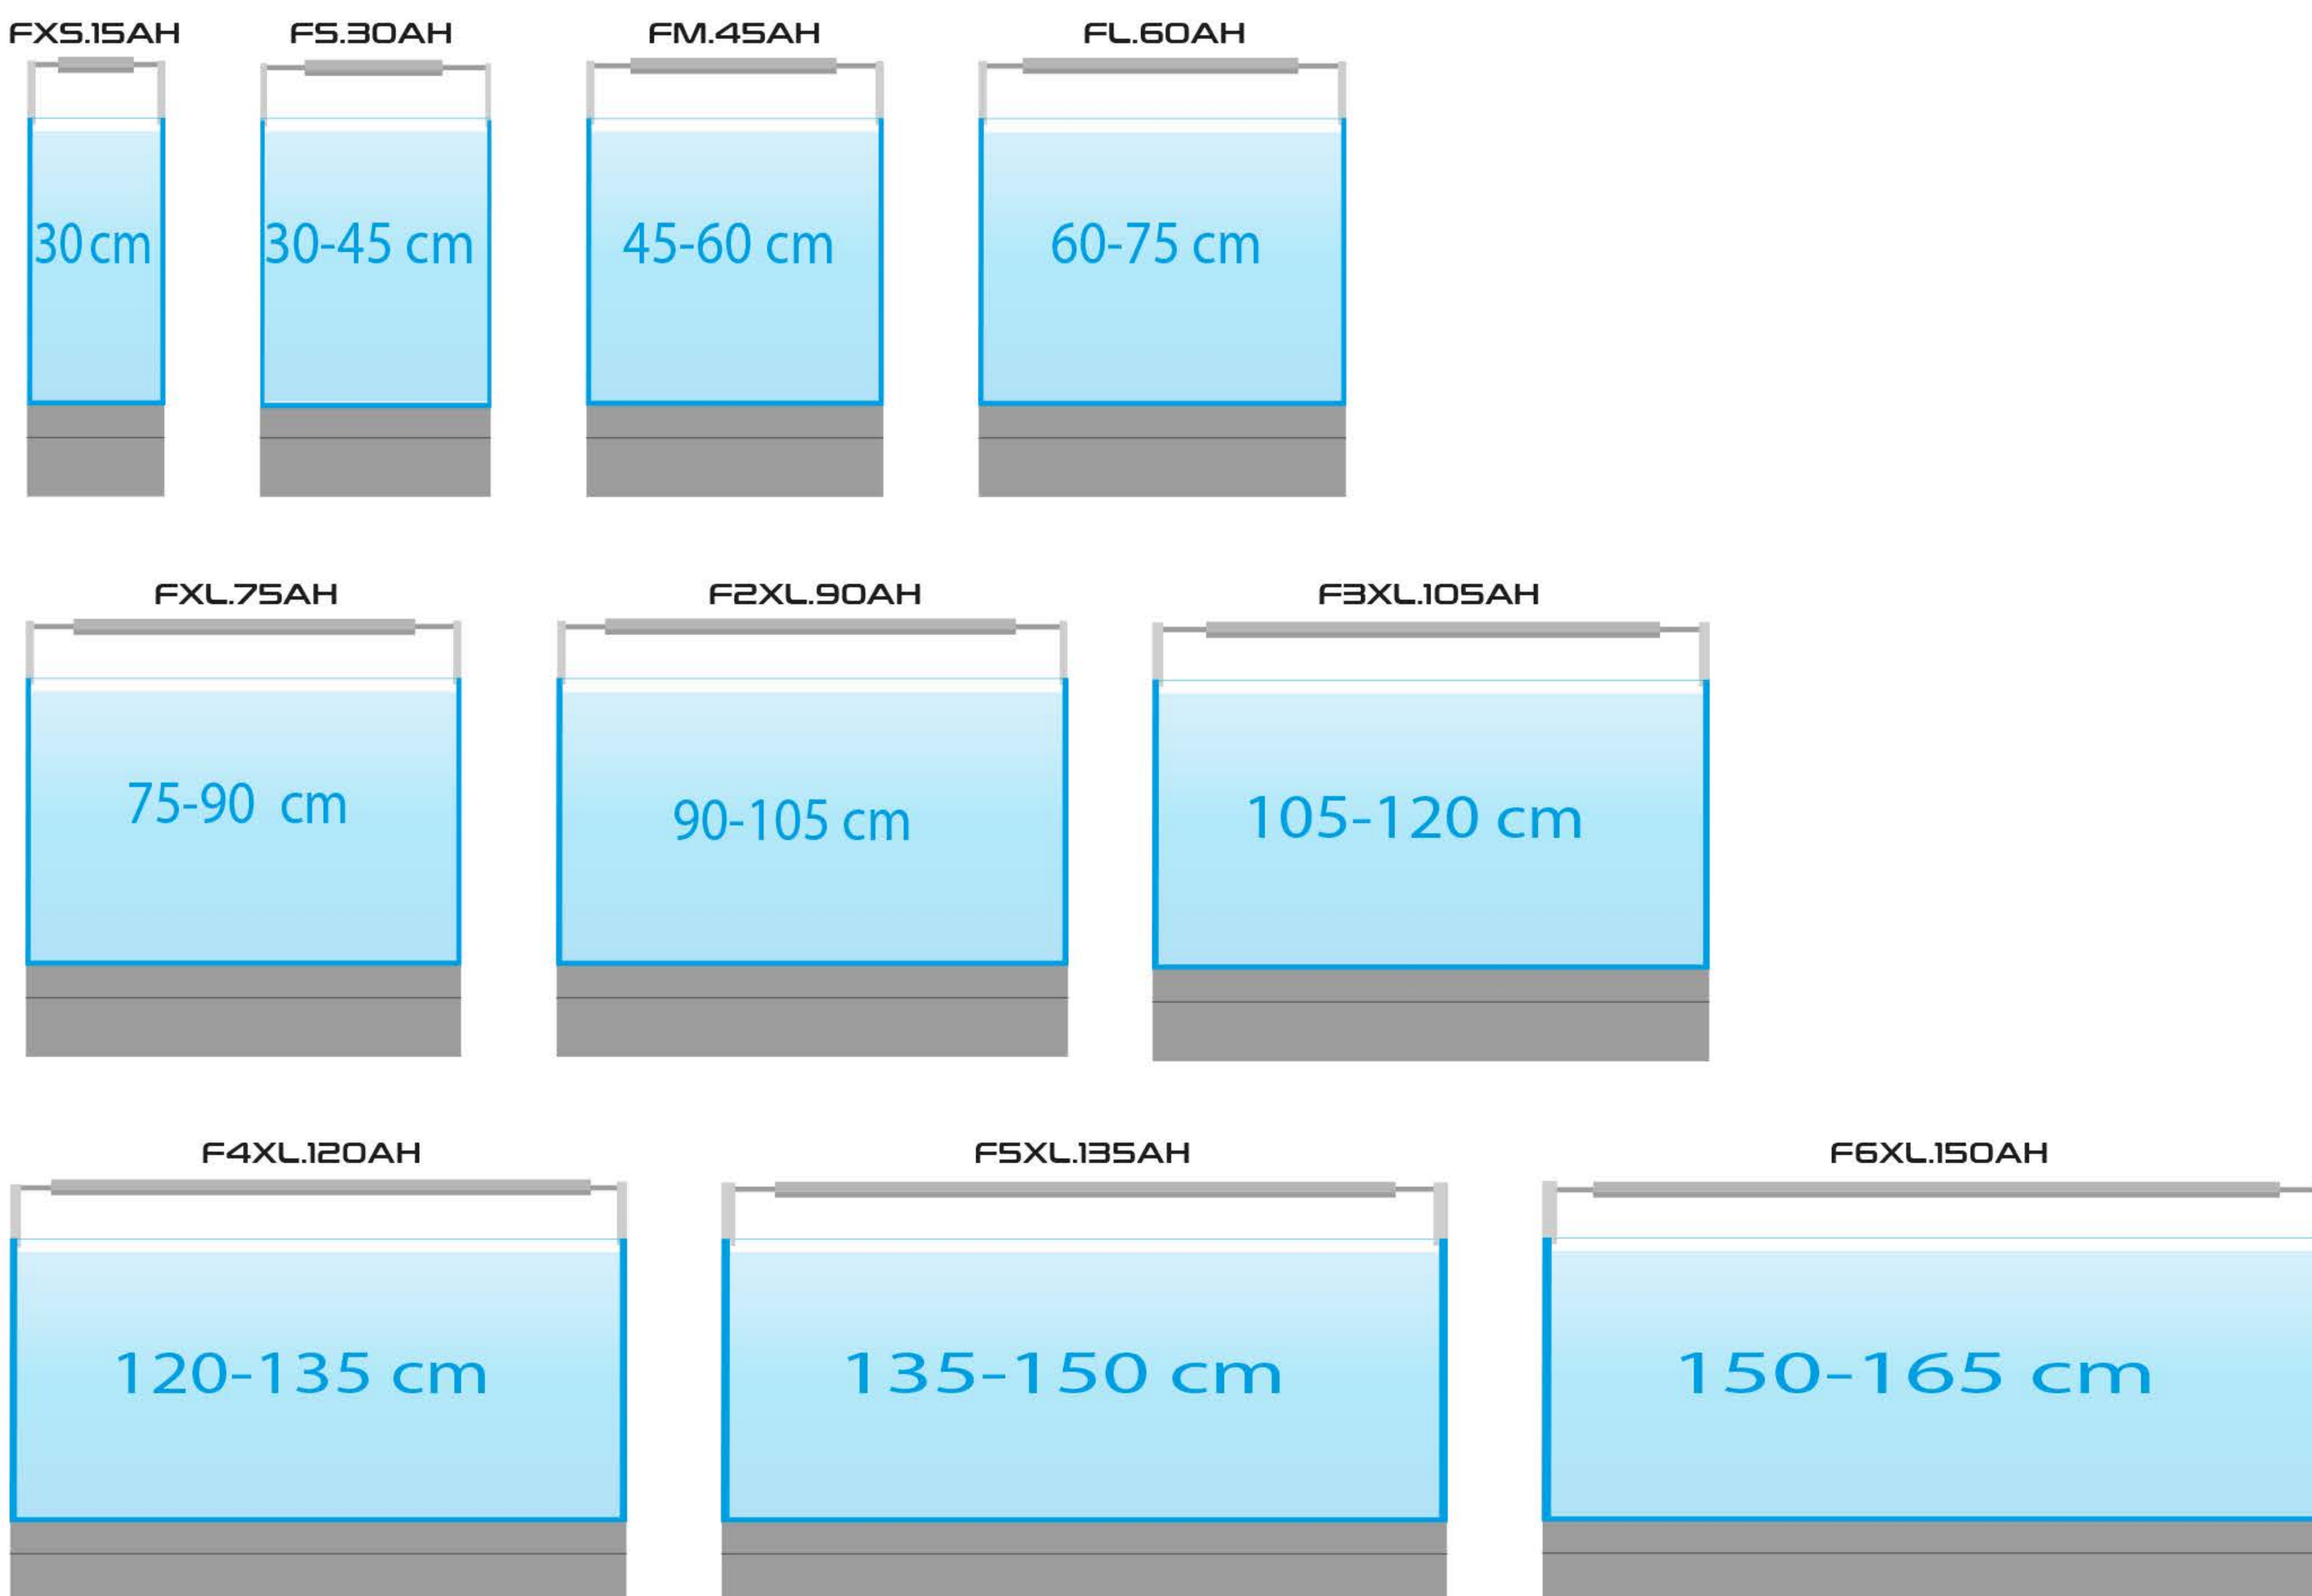 FXS.15AH
FS.30AH
FM.45AH
FL.60AH
30 cm
30-45 cm
45-60 cm
60-75 cm
FXL.75AH
F2XL.90AH
F3XL.105AH
75-90 cm
90-105 cm
105-120 cm
F4XL.120AH
F5XL.135AH
F6XL.150AH
120-135 cm
135-150 cm
150-165 cm